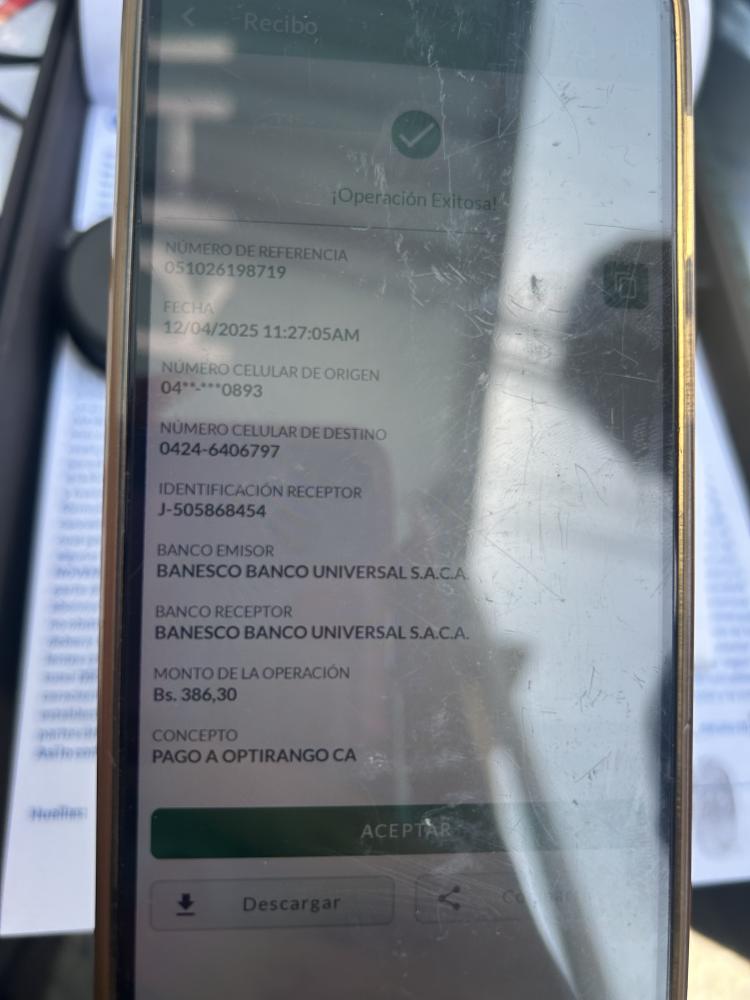 Recibo
¡Operación Exitosa!
NÚMERO DE REFERENCIA
051026198719
FECHA
12/04/2025 11:27:05AM
NÚMERO CELULAR DE ORIGEN
04**-***0893
NÚMERO CELULAR DE DESTINO
0424-6406797
IDENTIFICACIÓN RECEPTOR
J-505868454
BANCO EMISOR
BANESCO BANCO UNIVERSAL S.A.C.A.
BANCO RECEPTOR
BANESCO BANCO UNIVERSAL S.A.C.A.
MONTO DE LA OPERACIÓN
Bs. 386,30
CONCEPTO
PAGO A OPTIRANGO CA
ACEPTAR
Descargar
Huellas: